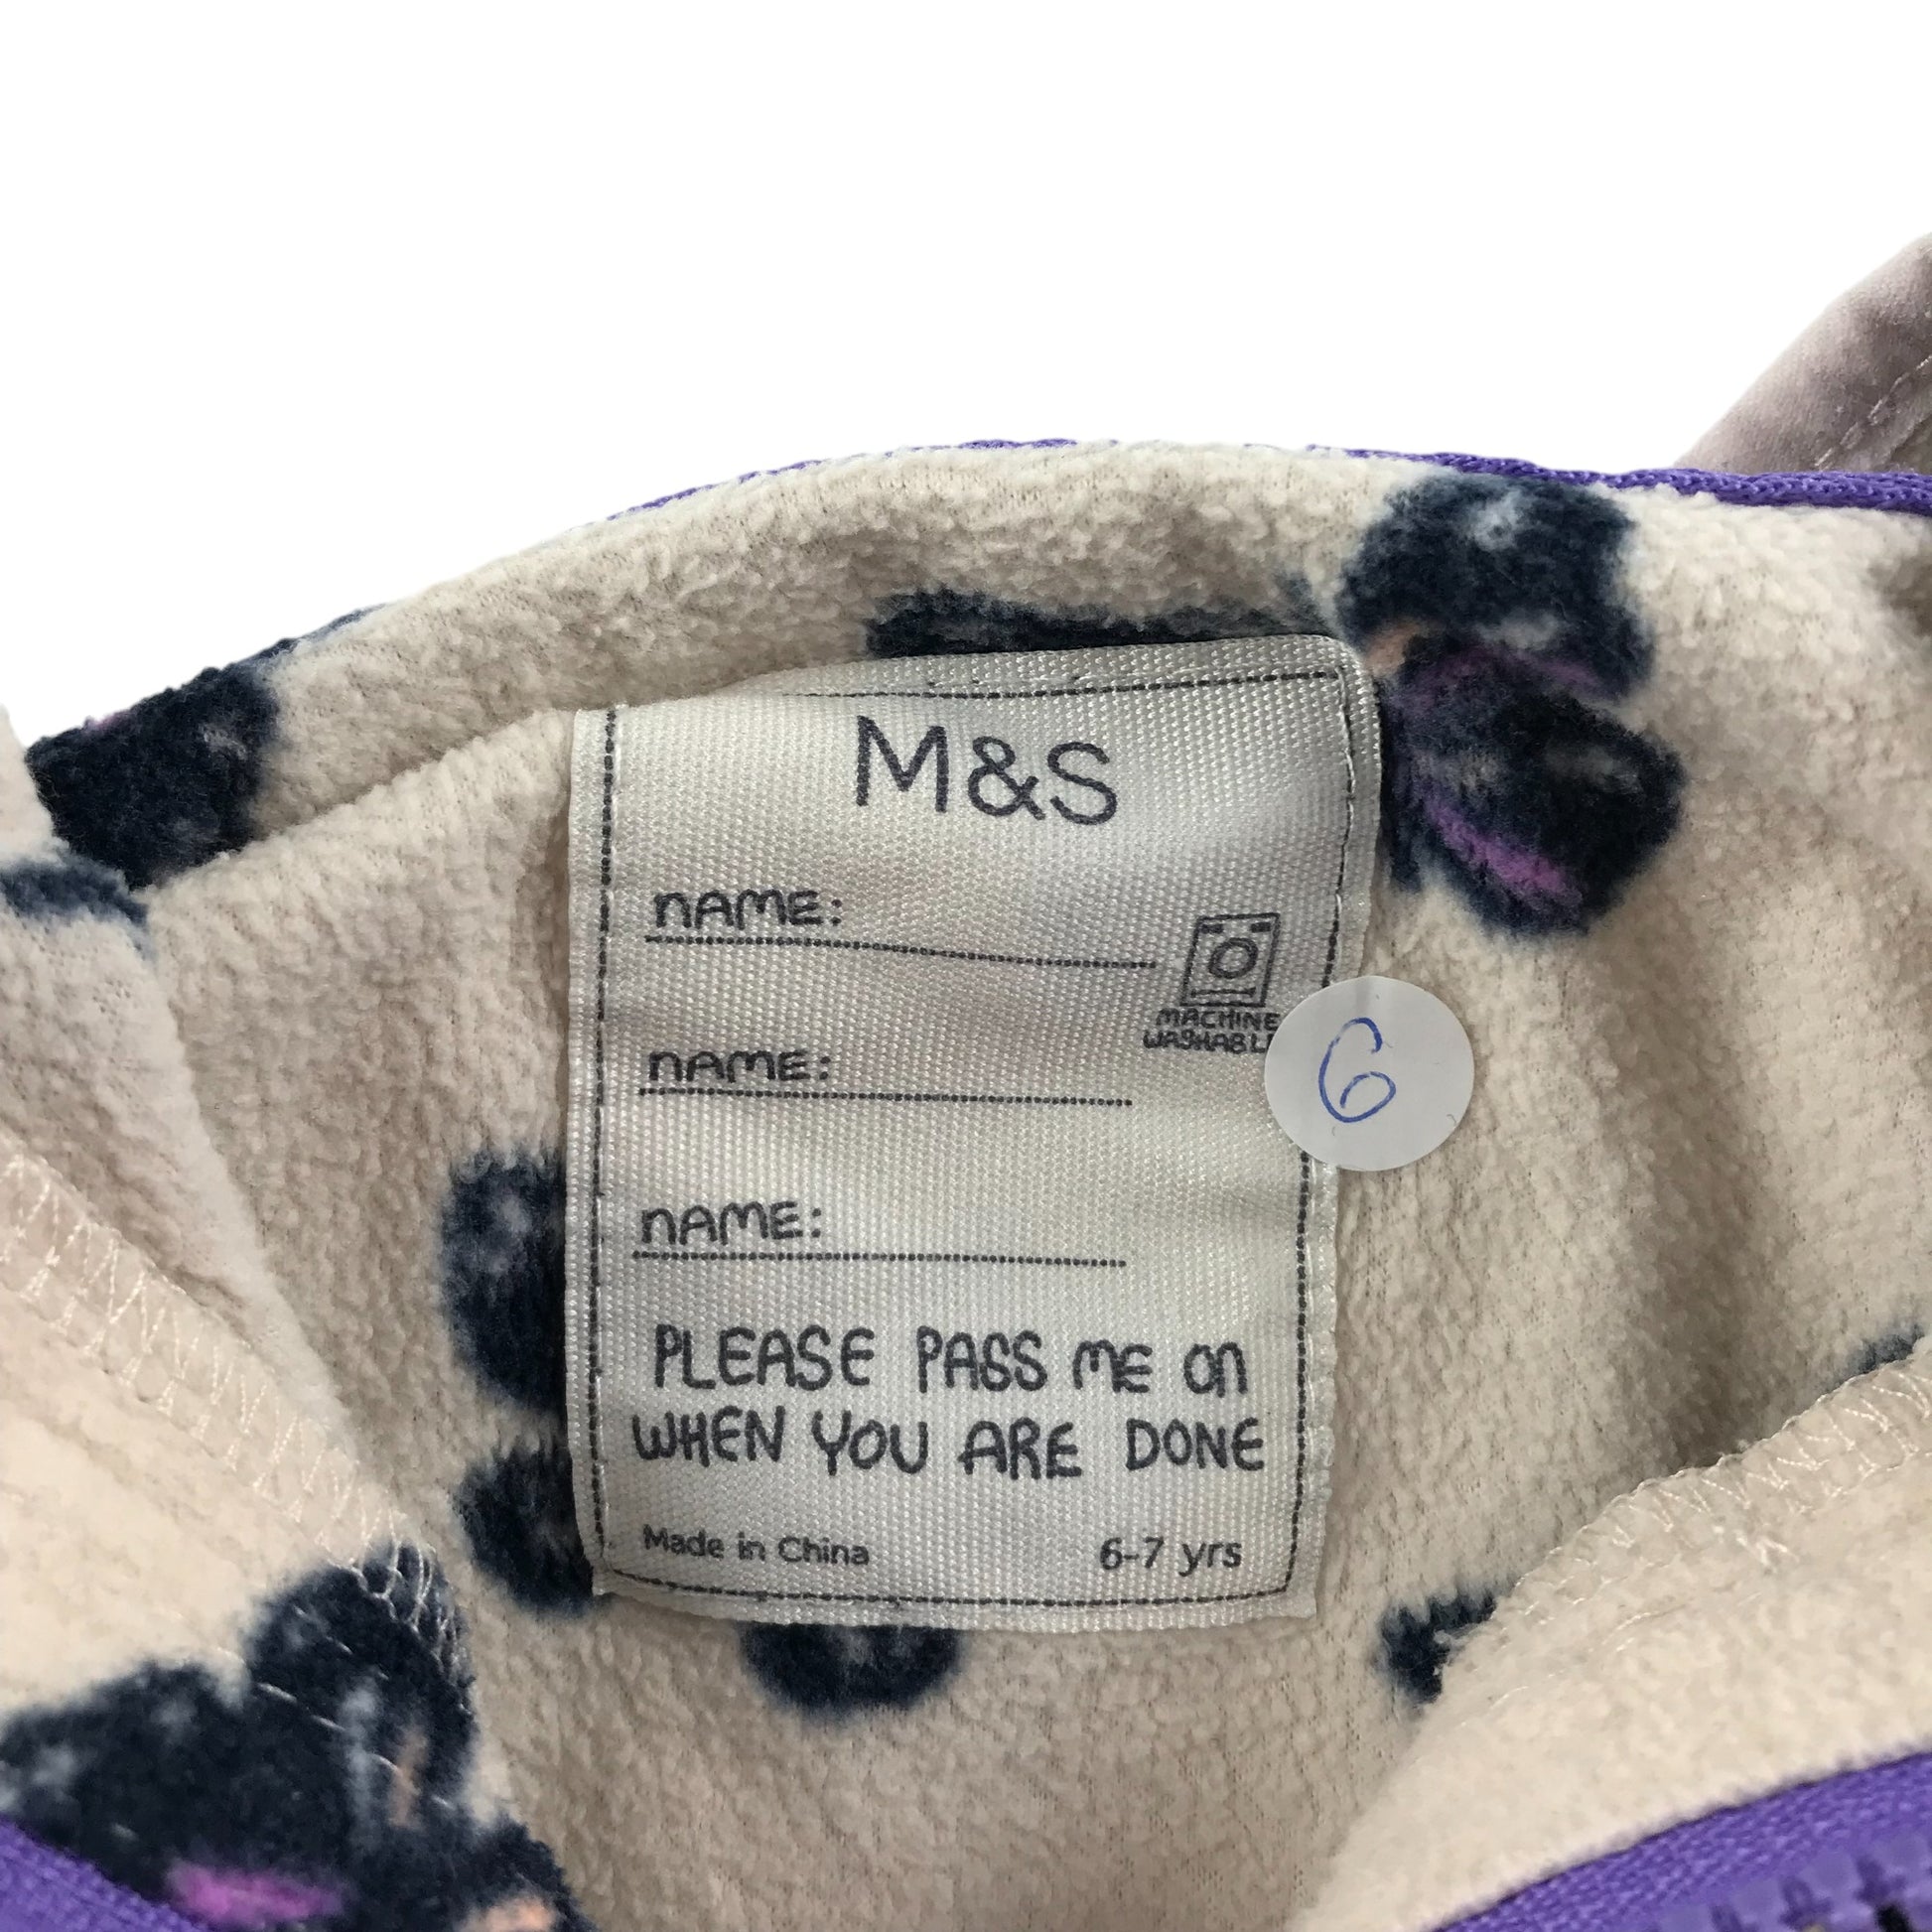 M&S
NAME:
NAME:
MACHINE
WASHABL
6
NAME:
PLEASE PASS ME ON
WHEN YOU ARE DONE
Made in China 6-7 yrs